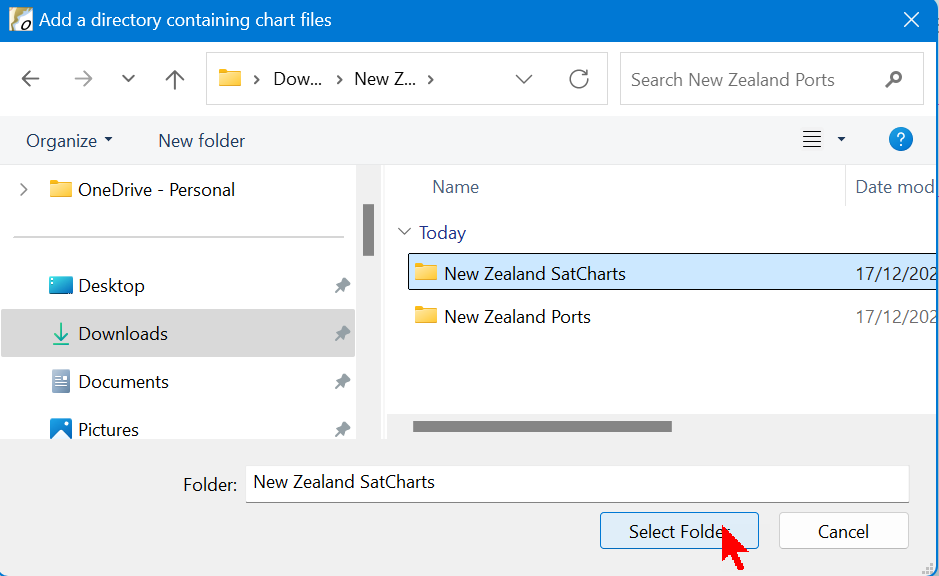 Add a directory containing chart files
Dow... New Z...
Search New Zealand Ports
Organize New folder
?
OneDrive - Personal
Desktop
Downloads
Documents
Pictures
Name Date mod
Today
New Zealand SatCharts 17/12/202
New Zealand Ports 17/12/202
Folder: New Zealand SatCharts
Select Folder Cancel